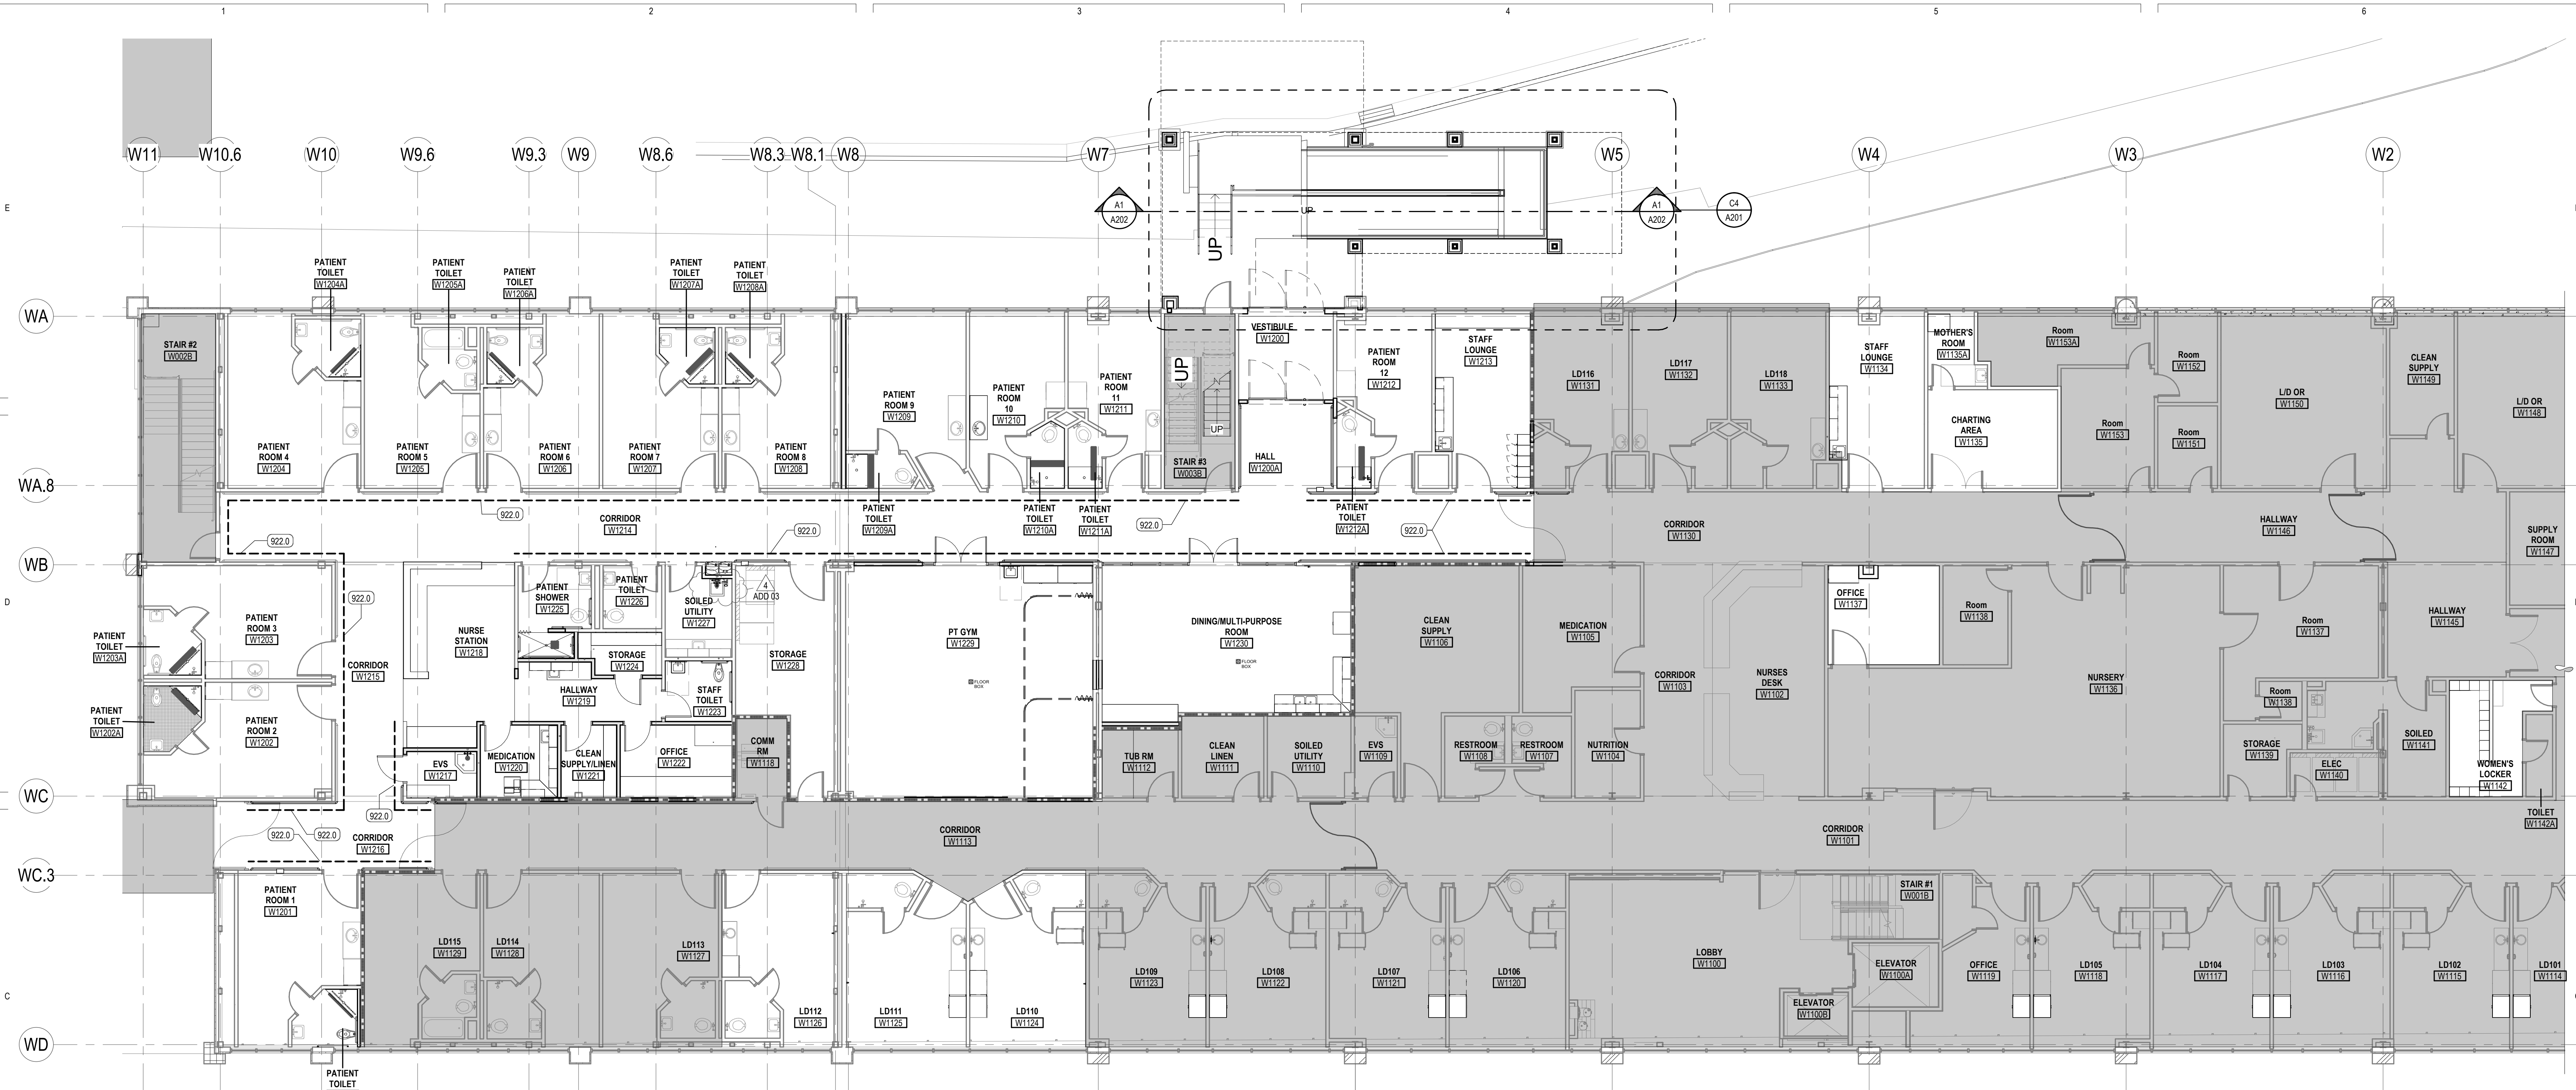 1
2
3
4
5
6
W11
W10.6
W10
W9.6
W9.3
W9
W8.6
W8.3
W8.1
W8
W7
W5
W4
W3
W2
E
A1
A202
A1
A202
C4
A201
UP
UP
PATIENT
TOILET
W1204A
PATIENT
TOILET
W1205A
PATIENT
TOILET
W1206A
PATIENT
TOILET
W1207A
PATIENT
TOILET
W1208A
WA
STAIR #2
W002B
PATIENT
ROOM 4
W1204
PATIENT
ROOM 5
W1205
PATIENT
ROOM 6
W1206
PATIENT
ROOM 7
W1207
PATIENT
ROOM 8
W1208
PATIENT
ROOM 9
W1209
PATIENT
ROOM
10
W1210
PATIENT
ROOM
11
W1211
UP
UP
STAIR #3
W003B
VESTIBULE
W1200
HALL
W1200A
PATIENT
ROOM
12
W1212
STAFF
LOUNGE
W1213
LD116
W1131
LD117
W1132
LD118
W1133
STAFF
LOUNGE
W1134
MOTHER'S
ROOM
W1135A
CHARTING
AREA
W1135
Room
W1153A
Room
W1153
Room
W1152
Room
W1151
L/D OR
W1150
CLEAN
SUPPLY
W1149
L/D OR
W1148
WA.8
922.0
CORRIDOR
W1214
922.0
922.0
PATIENT
TOILET
W1209A
PATIENT
TOILET
W1210A
PATIENT
TOILET
W1211A
922.0
PATIENT
TOILET
W1212A
922.0
CORRIDOR
W1130
HALLWAY
W1146
SUPPLY
ROOM
W1147
WB
D
PATIENT
ROOM 3
W1203
PATIENT
TOILET
W1203A
PATIENT
TOILET
W1202A
PATIENT
ROOM 2
W1202
922.0
CORRIDOR
W1215
NURSE
STATION
W1218
PATIENT
SHOWER
W1225
PATIENT
TOILET
W1226
SOILED
UTILITY
W1227
4
ADD 03
STORAGE
W1224
STORAGE
W1228
HALLWAY
W1219
STAFF
TOILET
W1223
EVS
W1217
MEDICATION
W1220
CLEAN
SUPPLY/LINEN
W1221
OFFICE
W1222
COMM
RM
W1118
PT GYM
W1229
FLOOR
BOX
DINING/MULTI-PURPOSE
ROOM
W1230
FLOOR
BOX
TUB RM
W1112
CLEAN
LINEN
W1111
SOILED
UTILITY
W1110
EVS
W1109
CLEAN
SUPPLY
W1106
MEDICATION
W1105
RESTROOM
W1108
RESTROOM
W1107
NUTRITION
W1104
CORRIDOR
W1103
NURSES
DESK
W1102
OFFICE
W1137
Room
W1138
NURSERY
W1136
Room
W1137
Room
W1138
STORAGE
W1139
ELEC
W1140
HALLWAY
W1145
SOILED
W1141
WOMEN'S
LOCKER
W1142
TOILET
W1142A
WC
922.0
922.0
922.0
CORRIDOR
W1216
CORRIDOR
W1113
CORRIDOR
W1101
WC.3
PATIENT
ROOM 1
W1201
LD115
W1129
LD114
W1128
LD113
W1127
LD112
W1126
LD111
W1125
LD110
W1124
LD109
W1123
LD108
W1122
LD107
W1121
LD106
W1120
LOBBY
W1100
STAIR #1
W001B
ELEVATOR
W1100A
ELEVATOR
W1100B
OFFICE
W1119
LD105
W1118
LD104
W1117
LD103
W1116
LD102
W1115
LD101
W1114
C
WD
PATIENT
TOILET